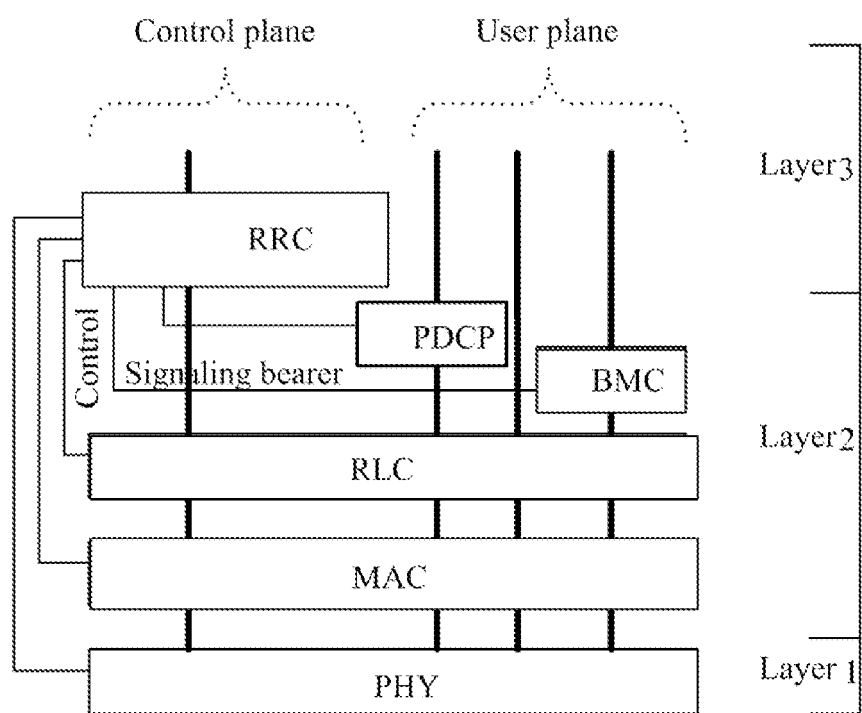 Control plane
User plane
Layer3
RRC
PDCP
Control
Signaling bearer
BMC
Layer2
RLC
MAC
Layer 1
PHY